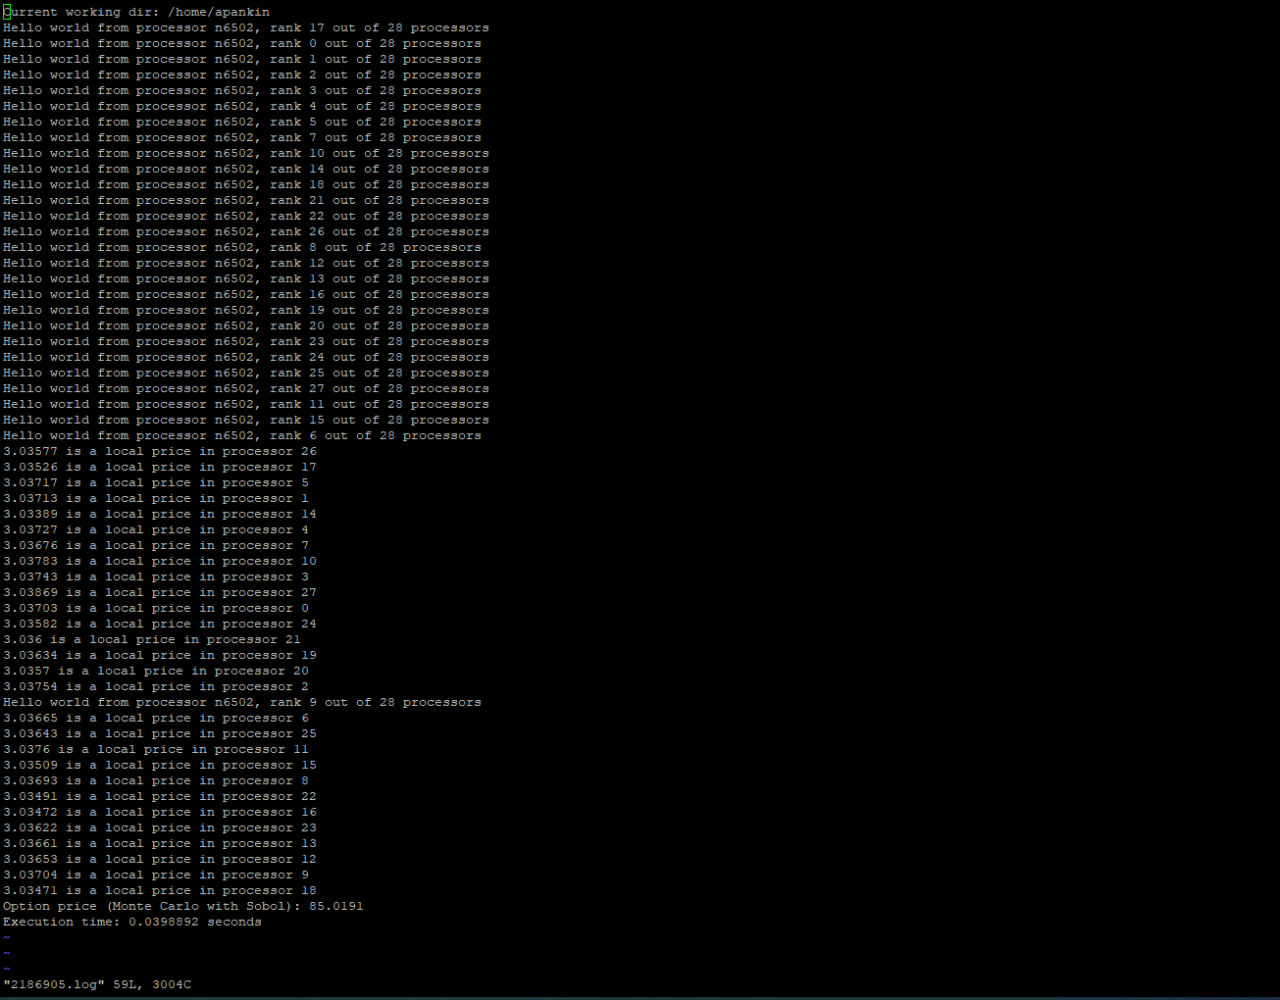 Current working dir: /home/apankin
Hello world from processor n6502, rank 17 out of 28 processors
Hello world from processor n6502, rank 0 out of 28 processors
Hello world from processor n6502, rank 1 out of 28 processors
Hello world from processor n6502, rank 2 out of 28 processors
Hello world from processor n6502, rank 3 out of 28 processors
Hello world from processor n6502, rank 4 out of 28 processors
Hello world from processor n6502, rank 5 out of 28 processors
Hello world from processor n6502, rank 7 out of 28 processors
Hello world from processor n6502, rank 10 out of 28 processors
Hello world from processor n6502, rank 14 out of 28 processors
Hello world from processor n6502, rank 18 out of 28 processors
Hello world from processor n6502, rank 21 out of 28 processors
Hello world from processor n6502, rank 22 out of 28 processors
Hello world from processor n6502, rank 26 out of 28 processors
Hello world from processor n6502, rank 8 out of 28 processors
Hello world from processor n6502, rank 12 out of 28 processors
Hello world from processor n6502, rank 13 out of 28 processors
Hello world from processor n6502, rank 16 out of 28 processors
Hello world from processor n6502, rank 19 out of 28 processors
Hello world from processor n6502, rank 20 out of 28 processors
Hello world from processor n6502, rank 23 out of 28 processors
Hello world from processor n6502, rank 24 out of 28 processors
Hello world from processor n6502, rank 25 out of 28 processors
Hello world from processor n6502, rank 27 out of 28 processors
Hello world from processor n6502, rank 11 out of 28 processors
Hello world from processor n6502, rank 15 out of 28 processors
Hello world from processor n6502, rank 6 out of 28 processors
3.03577 is a local price in processor 26
3.03526 is a local price in processor 17
3.03717 is a local price in processor 5
3.03713 is a local price in processor 1
3.03389 is a local price in processor 14
3.03727 is a local price in processor 4
3.03676 is a local price in processor 7
3.03783 is a local price in processor 10
3.03743 is a local price in processor 3
3.03869 is a local price in processor 27
3.03703 is a local price in processor 0
3.03582 is a local price in processor 24
3.036 is a local price in processor 21
3.03634 is a local price in processor 19
3.0357 is a local price in processor 20
3.03754 is a local price in processor 2
Hello world from processor n6502, rank 9 out of 28 processors
3.03665 is a local price in processor 6
3.03643 is a local price in processor 25
3.0376 is a local price in processor 11
3.03509 is a local price in processor 15
3.03693 is a local price in processor 8
3.03491 is a local price in processor 22
3.03472 is a local price in processor 16
3.03622 is a local price in processor 23
3.03661 is a local price in processor 13
3.03653 is a local price in processor 12
3.03704 is a local price in processor 9
3.03471 is a local price in processor 18
Option price (Monte Carlo with Sobol): 85.0191
Execution time: 0.0398892 seconds
~
~
~
"2186905.log" 59L, 3004C